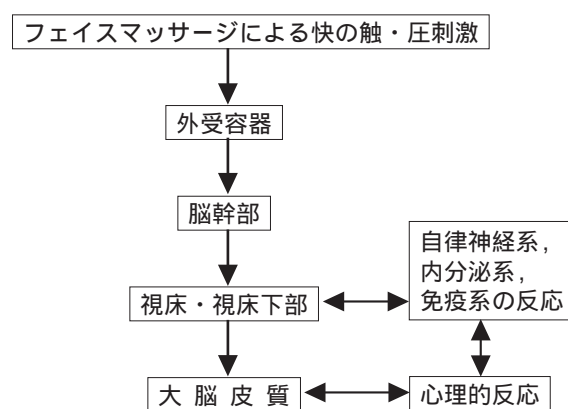 フェイスマッサージによる快の触・圧刺激
外受容器
脳幹部
自律神経系，
内分泌系，
免疫系の反応
視床・視床下部
大 脳 皮 質
心理的反応